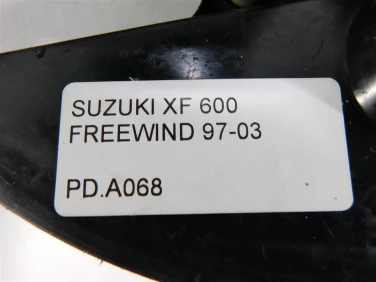 SUZUKI XF 600
FREEWIND 97-03
PD.A068